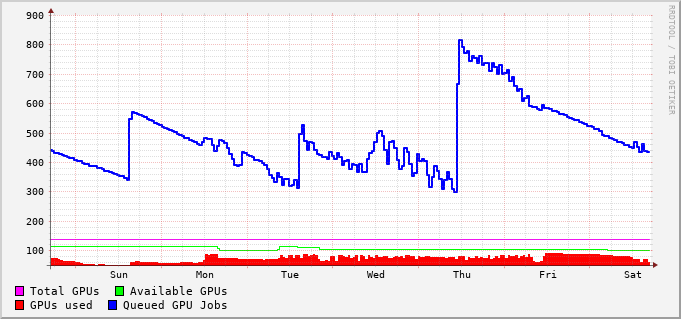 900
800
700
600
500
400
300
200
100
Sun Mon Tue Wed Thu Fri Sat
Total GPUs Available GPUs
GPUs used Queued GPU Jobs
RRDTOOL / TOBI OETIKER